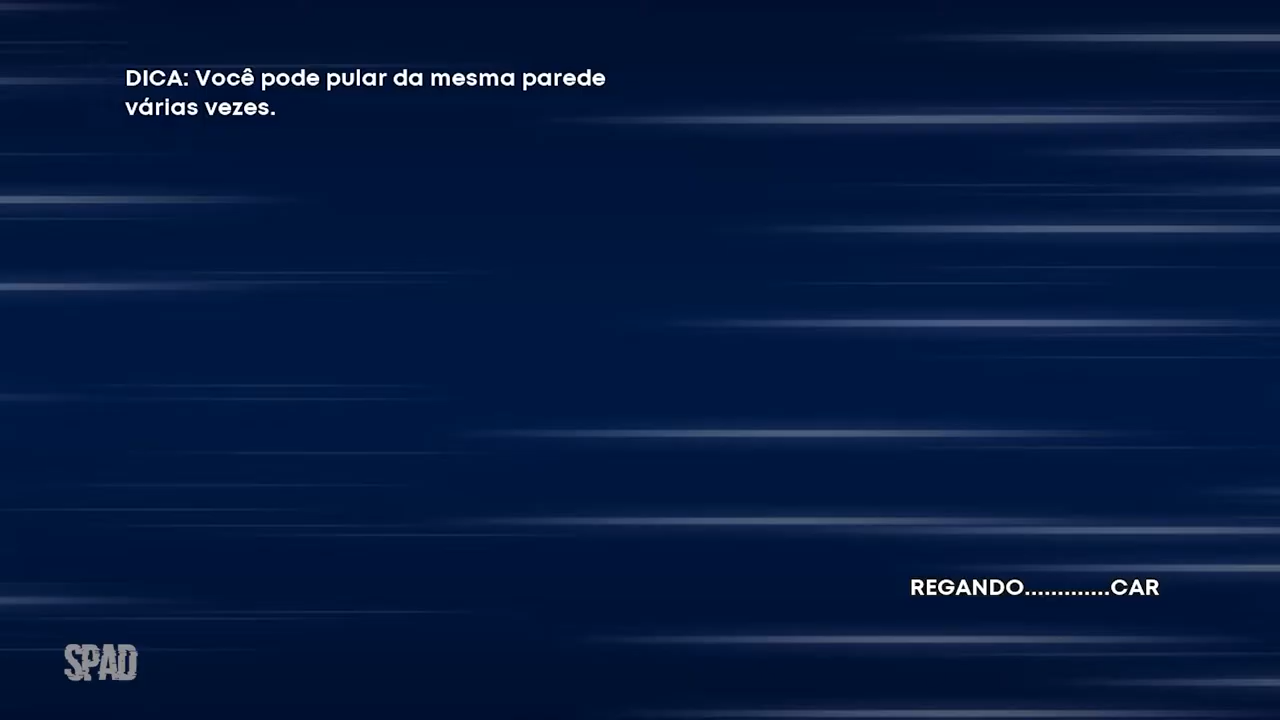 DICA: Você pode pular da mesma parede
várias vezes.
REGANDO.............CAR
SPAD